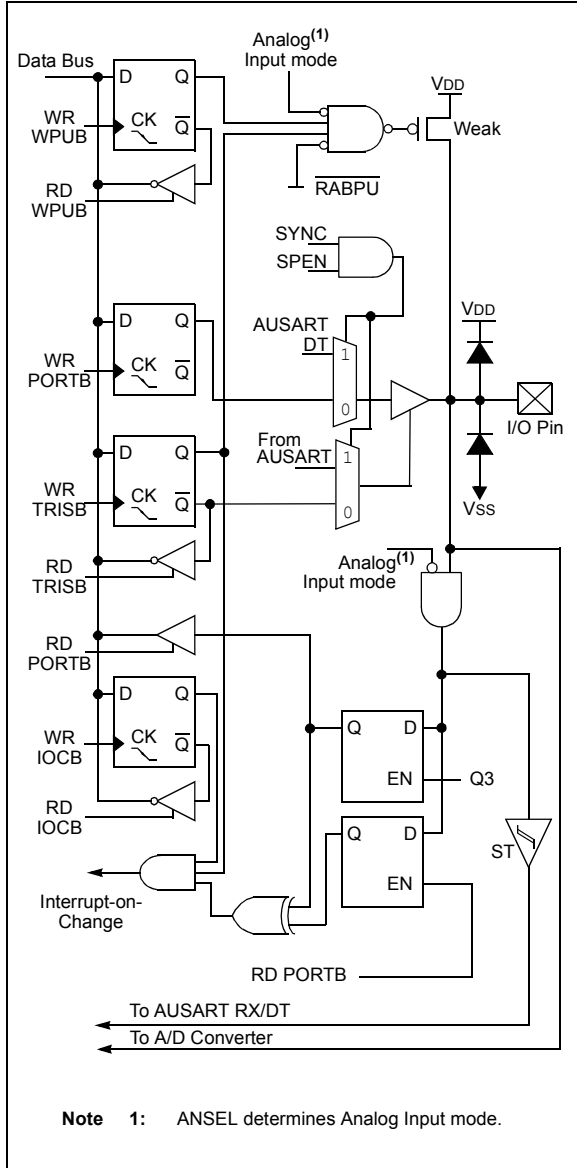 Analog(1)
Input mode
Data Bus
D Q
VDD
WR
WPUB
CK Q
Weak
RD
WPUB
RABPU
SYNC
SPEN
D Q
AUSART
DT
1
0
VDD
WR
PORTB
CK Q
I/O Pin
D Q
From
AUSART
1
0
WR
TRISB
CK Q
VSS
RD
TRISB
Analog(1)
Input mode
RD
PORTB
D Q
Q D
WR
IOCB
CK Q
EN
Q3
RD
IOCB
Q D
ST
EN
Interrupt-on-
Change
RD PORTB
To AUSART RX/DT
To A/D Converter
Note 1: ANSEL determines Analog Input mode.